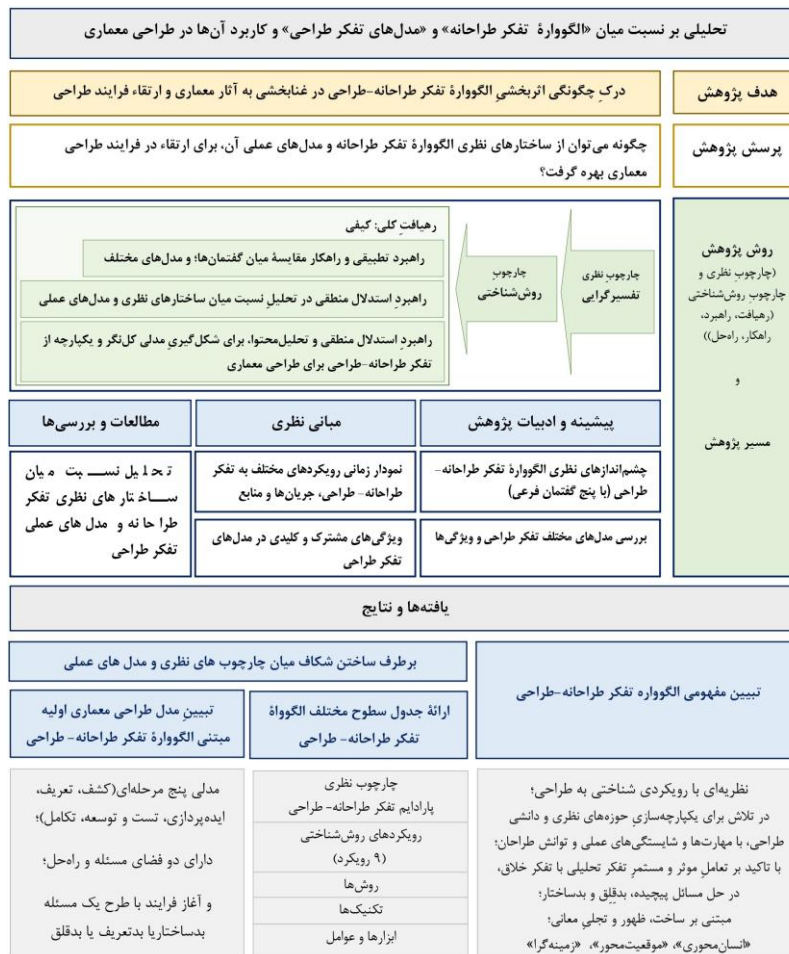 تحلیلی بر نسبت میان «الگووارهٔ تفکر طراحانه» و «مدل‌های تفکر طراحی» و کاربرد آن‌ها در طراحی معماری
هدف پژوهش
درکِ چگونگی اثربخشیِ الگووارهٔ تفکر طراحانه-طراحی در غنابخشی به آثار معماری و ارتقاء فرایند طراحی
پرسش پژوهش
چگونه می‌توان از ساختارهای نظری الگووارهٔ تفکر طراحانه و مدل‌های عملی آن، برای ارتقاء در فرایند طراحی
معماری بهره گرفت؟
روش پژوهش
(چارچوبِ نظری و
چارچوب روش‌شناختی
(رهیافت، راهبرد،
راهکار، راه‌حل))
و
مسیر پژوهش
چارچوبِ نظری
تفسیرگرایی
چارچوبِ
روش‌شناختی
رهیافتِ کلی: کیفی
راهبرد تطبیقی و راهکار مقایسهٔ میان گفتمان‌ها؛ و مدل‌های مختلف
راهبردِ استدلال منطقی در تحلیلِ نسبت میان ساختارهای نظری و مدل‌های عملی
راهبردِ استدلال منطقی و تحلیل‌محتوا، برای شکل‌گیریِ مدلی کل‌نگر و یکپارچه از
تفکر طراحانه-طراحی برای طراحی معماری
پیشینه و ادبیات پژوهش
مبانی نظری
مطالعات و بررسی‌ها
چشم‌اندازهای نظری الگووارهٔ تفکر طراحانه-
طراحی (با پنج گفتمان فرعی)
نمودار زمانی رویکردهای مختلف به تفکر
طراحانه- طراحی، جریان‌ها و منابع
تحلیل نسبت میان
ساختارهای نظری تفکر
طراحانه و مدل های عملی
تفکر طراحی
بررسی مدل‌های مختلف تفکر طراحی و ویژگی‌ها
ویژگی‌های مشترک و کلیدی در مدل‌های
تفکر طراحی
یافته‌ها و نتایج
تبیین مفهومی الگوواره تفکر طراحانه-طراحی
برطرف ساختن شکاف میان چارچوب های نظری و مدل های عملی
ارائهٔ جدول سطوح مختلف الگوواهٔ
تفکر طراحانه- طراحی
تبیینِ مدل طراحی معماری اولیه
مبتنی الگووارهٔ تفکر طراحانه- طراحی
نظریه‌ای با رویکردی شناختی به طراحی؛
در تلاش برای یکپارچه‌سازیِ حوزه‌های نظری و دانشی
طراحی، با مهارت‌ها و شایستگی‌های عملی و توانش طراحان؛
با تاکید بر تعاملِ موثر و مستمرِ تفکر تحلیلی با تفکر خلاق،
در حل مسائل پیچیده، بدقِلِق و بدساختار؛
مبتنی بر ساخت، ظهور و تجلیِ معانی؛
«انسان‌محوری»، «موقعیت‌محور»، «زمینه‌گرا»
چارچوب نظری
پارادایم تفکر طراحانه- طراحی
رویکردهای روش‌شناختی
(۹ رویکرد)
روش‌ها
تکنیک‌ها
ابزارها و عوامل
مدلی پنج مرحله‌ای(کشف، تعریف،
ایده‌پردازی، تست و توسعه، تکامل)؛
دارای دو فضای مسئله و راه‌حل؛
و آغاز فرایند با طرح یک مسئله
بدساختاریا بدتعریف یا بدقلق